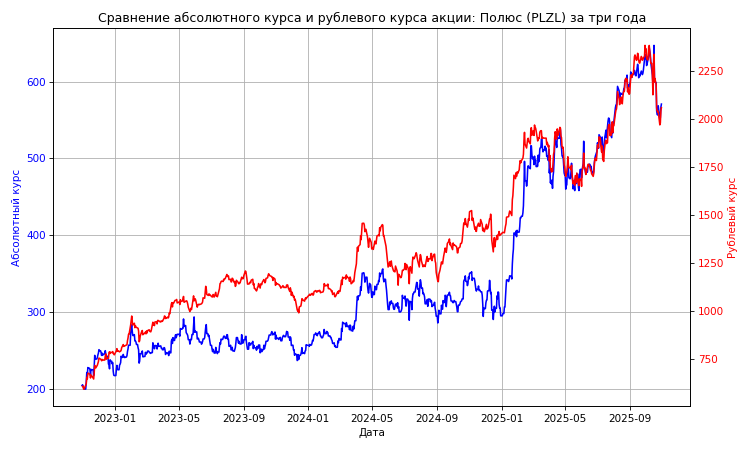 Сравнение абсолютного курса и рублевого курса акции: Полюс (PLZL) за три года
Абсолютный курс
600
500
400
300
200
2250
2000
1750
1500
1250
1000
750
Рублевый курс
2023-01 2023-05 2023-09 2024-01 2024-05 2024-09 2025-01 2025-05 2025-09
Дата